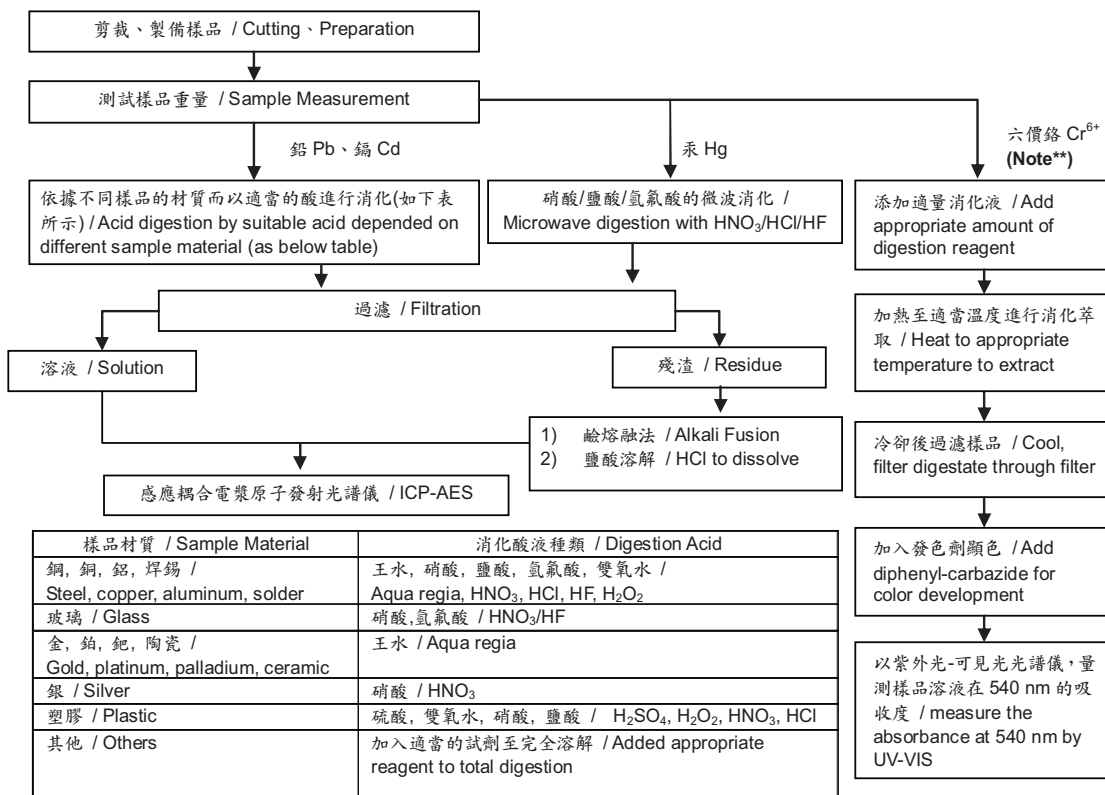 剪裁、製備樣品 / Cutting、Preparation
測試樣品重量 / Sample Measurement
鉛 Pb、鎘 Cd
汞 Hg
六價鉻 Cr6+
(Note**)
依據不同樣品的材質而以適當的酸進行消化(如下表
所示) / Acid digestion by suitable acid depended on
different sample material (as below table)
硝酸/鹽酸/氫氟酸的微波消化 /
Microwave digestion with HNO3/HCl/HF
添加適量消化液 / Add
appropriate amount of
digestion reagent
過濾 / Filtration
加熱至適當溫度進行消化萃
取 / Heat to appropriate
temperature to extract
溶液 / Solution
殘渣 / Residue
1) 鹼熔融法 / Alkali Fusion
2) 鹽酸溶解 / HCl to dissolve
冷卻後過濾樣品 / Cool,
filter digestate through filter
感應耦合電漿原子發射光譜儀 / ICP-AES
加入發色劑顯色 / Add
diphenyl-carbazide for
color development
以紫外光-可見光光譜儀，量
測樣品溶液在 540 nm 的吸
收度 / measure the
absorbance at 540 nm by
UV-VIS
樣品材質 / Sample Material
消化酸液種類 / Digestion Acid
鋼, 銅, 鋁, 焊錫 /
Steel, copper, aluminum, solder
王水, 硝酸, 鹽酸, 氫氟酸, 雙氧水 /
Aqua regia, HNO3, HCl, HF, H2O2
玻璃 / Glass
硝酸,氫氟酸 / HNO3/HF
金, 鉑, 鈀, 陶瓷 /
Gold, platinum, palladium, ceramic
王水 / Aqua regia
銀 / Silver
硝酸 / HNO3
塑膠 / Plastic
硫酸, 雙氧水, 硝酸, 鹽酸 / H2SO4, H2O2, HNO3, HCl
其他 / Others
加入適當的試劑至完全溶解 / Added appropriate
reagent to total digestion